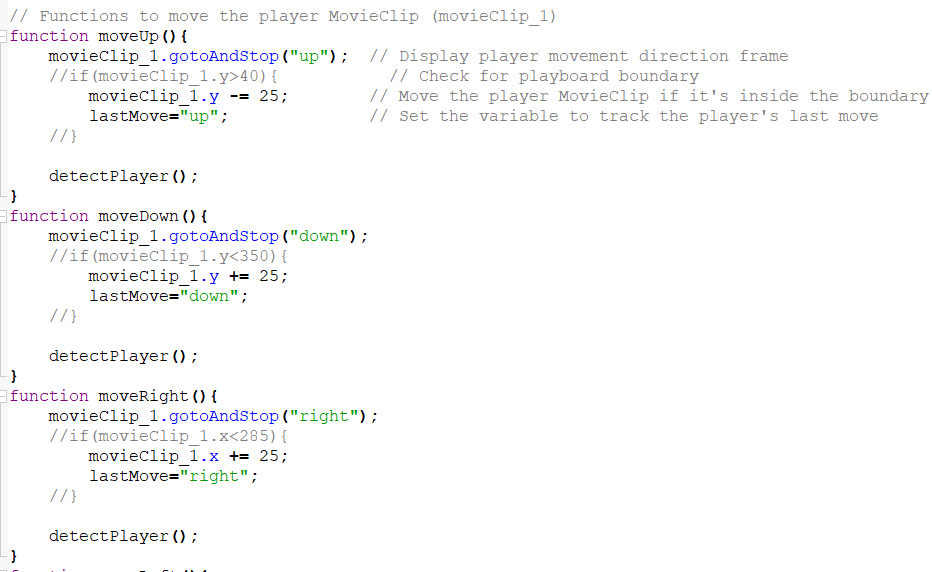 // Functions to move the player MovieClip (movieClip_1)
function moveUp(){
    movieClip_1.gotoAndStop("up");  // Display player movement direction frame
    //if(movieClip_1.y>40){           // Check for playboard boundary
        movieClip_1.y -= 25;        // Move the player MovieClip if it's inside the boundary
        lastMove="up";              // Set the variable to track the player's last move
    //}

    detectPlayer();
}
function moveDown(){
    movieClip_1.gotoAndStop("down");
    //if(movieClip_1.y<350){
        movieClip_1.y += 25;
        lastMove="down";
    //}

    detectPlayer();
}
function moveRight(){
    movieClip_1.gotoAndStop("right");
    //if(movieClip_1.x<285){
        movieClip_1.x += 25;
        lastMove="right";
    //}

    detectPlayer();
}